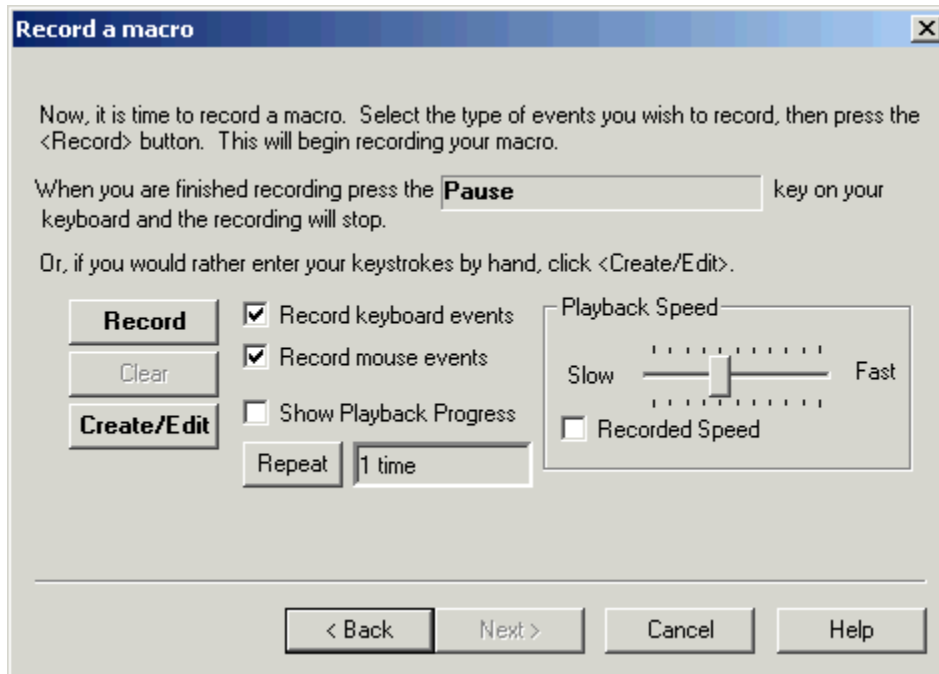 Record a macro
Now, it is time to record a macro.  Select the type of events you wish to record, then press the
<Record> button.  This will begin recording your macro.
When you are finished recording press the Pause key on your
keyboard and the recording will stop.
Or, if you would rather enter your keystrokes by hand, click <Create/Edit>.
Record
Clear
Create/Edit
Record keyboard events
Record mouse events
Show Playback Progress
Repeat 1 time
Playback Speed
Slow Fast
Recorded Speed
< Back Next > Cancel Help